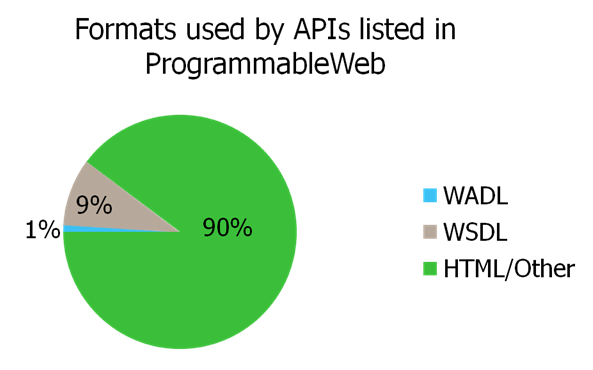 Formats used by APIs listed in
ProgrammableWeb
9%
1%
90%
WADL
WSDL
HTML/Other